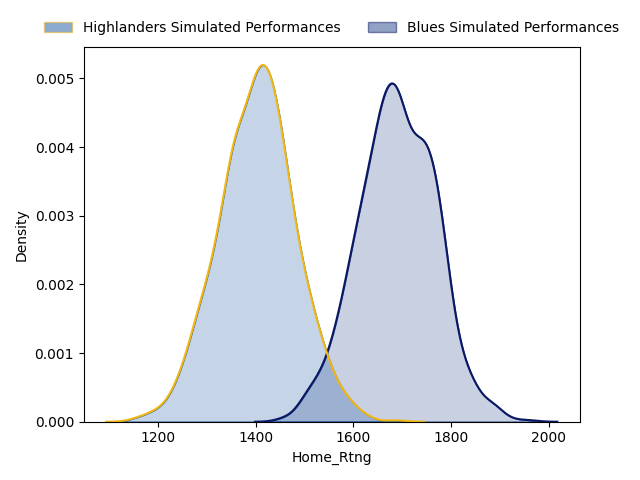 Highlanders Simulated Performances Blues Simulated Performances
0.005
0.004
0.003
0.002
0.001
0.000
Density
1200 1400 1600 1800 2000
Home_Rtng